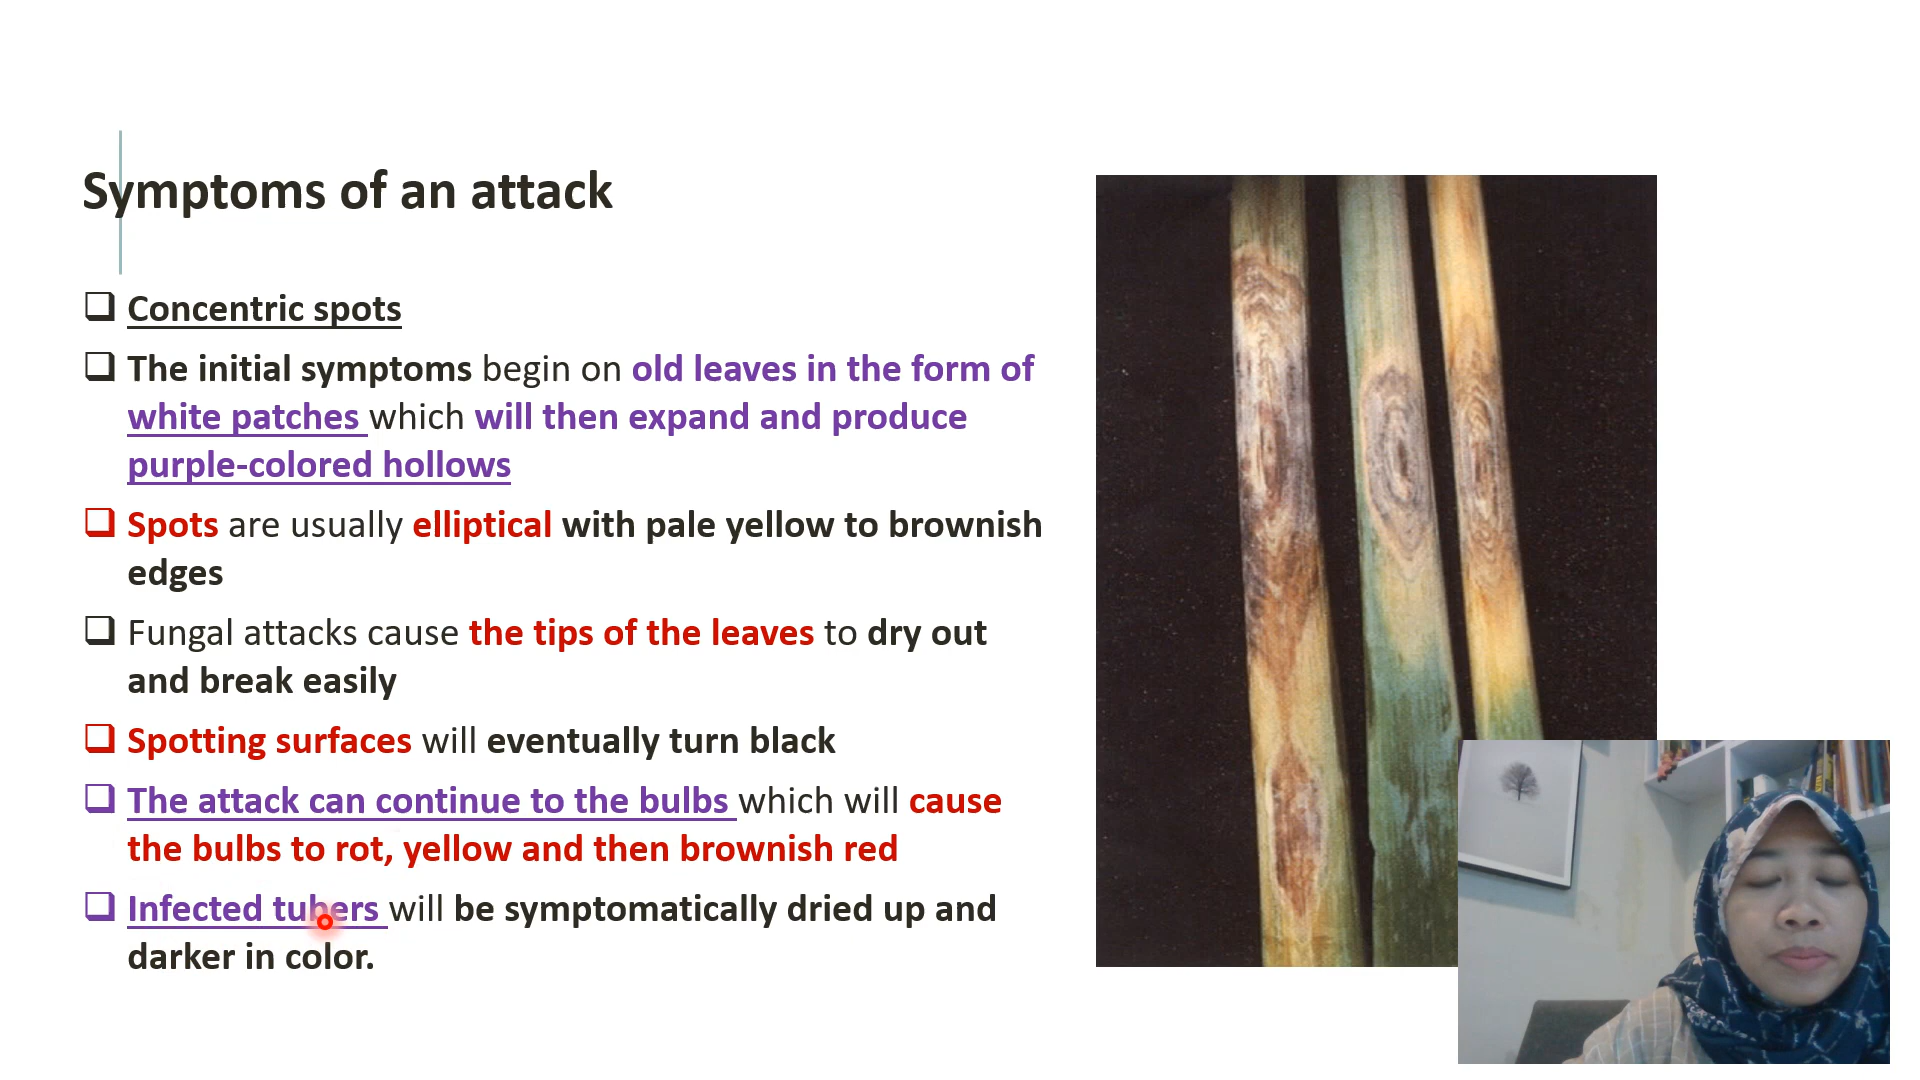 Symptoms of an attack
Concentric spots
The initial symptoms begin on old leaves in the form of
white patches which will then expand and produce
purple-colored hollows
Spots are usually elliptical with pale yellow to brownish
edges
Fungal attacks cause the tips of the leaves to dry out
and break easily
Spotting surfaces will eventually turn black
The attack can continue to the bulbs which will cause
the bulbs to rot, yellow and then brownish red
Infected tubers will be symptomatically dried up and
darker in color.